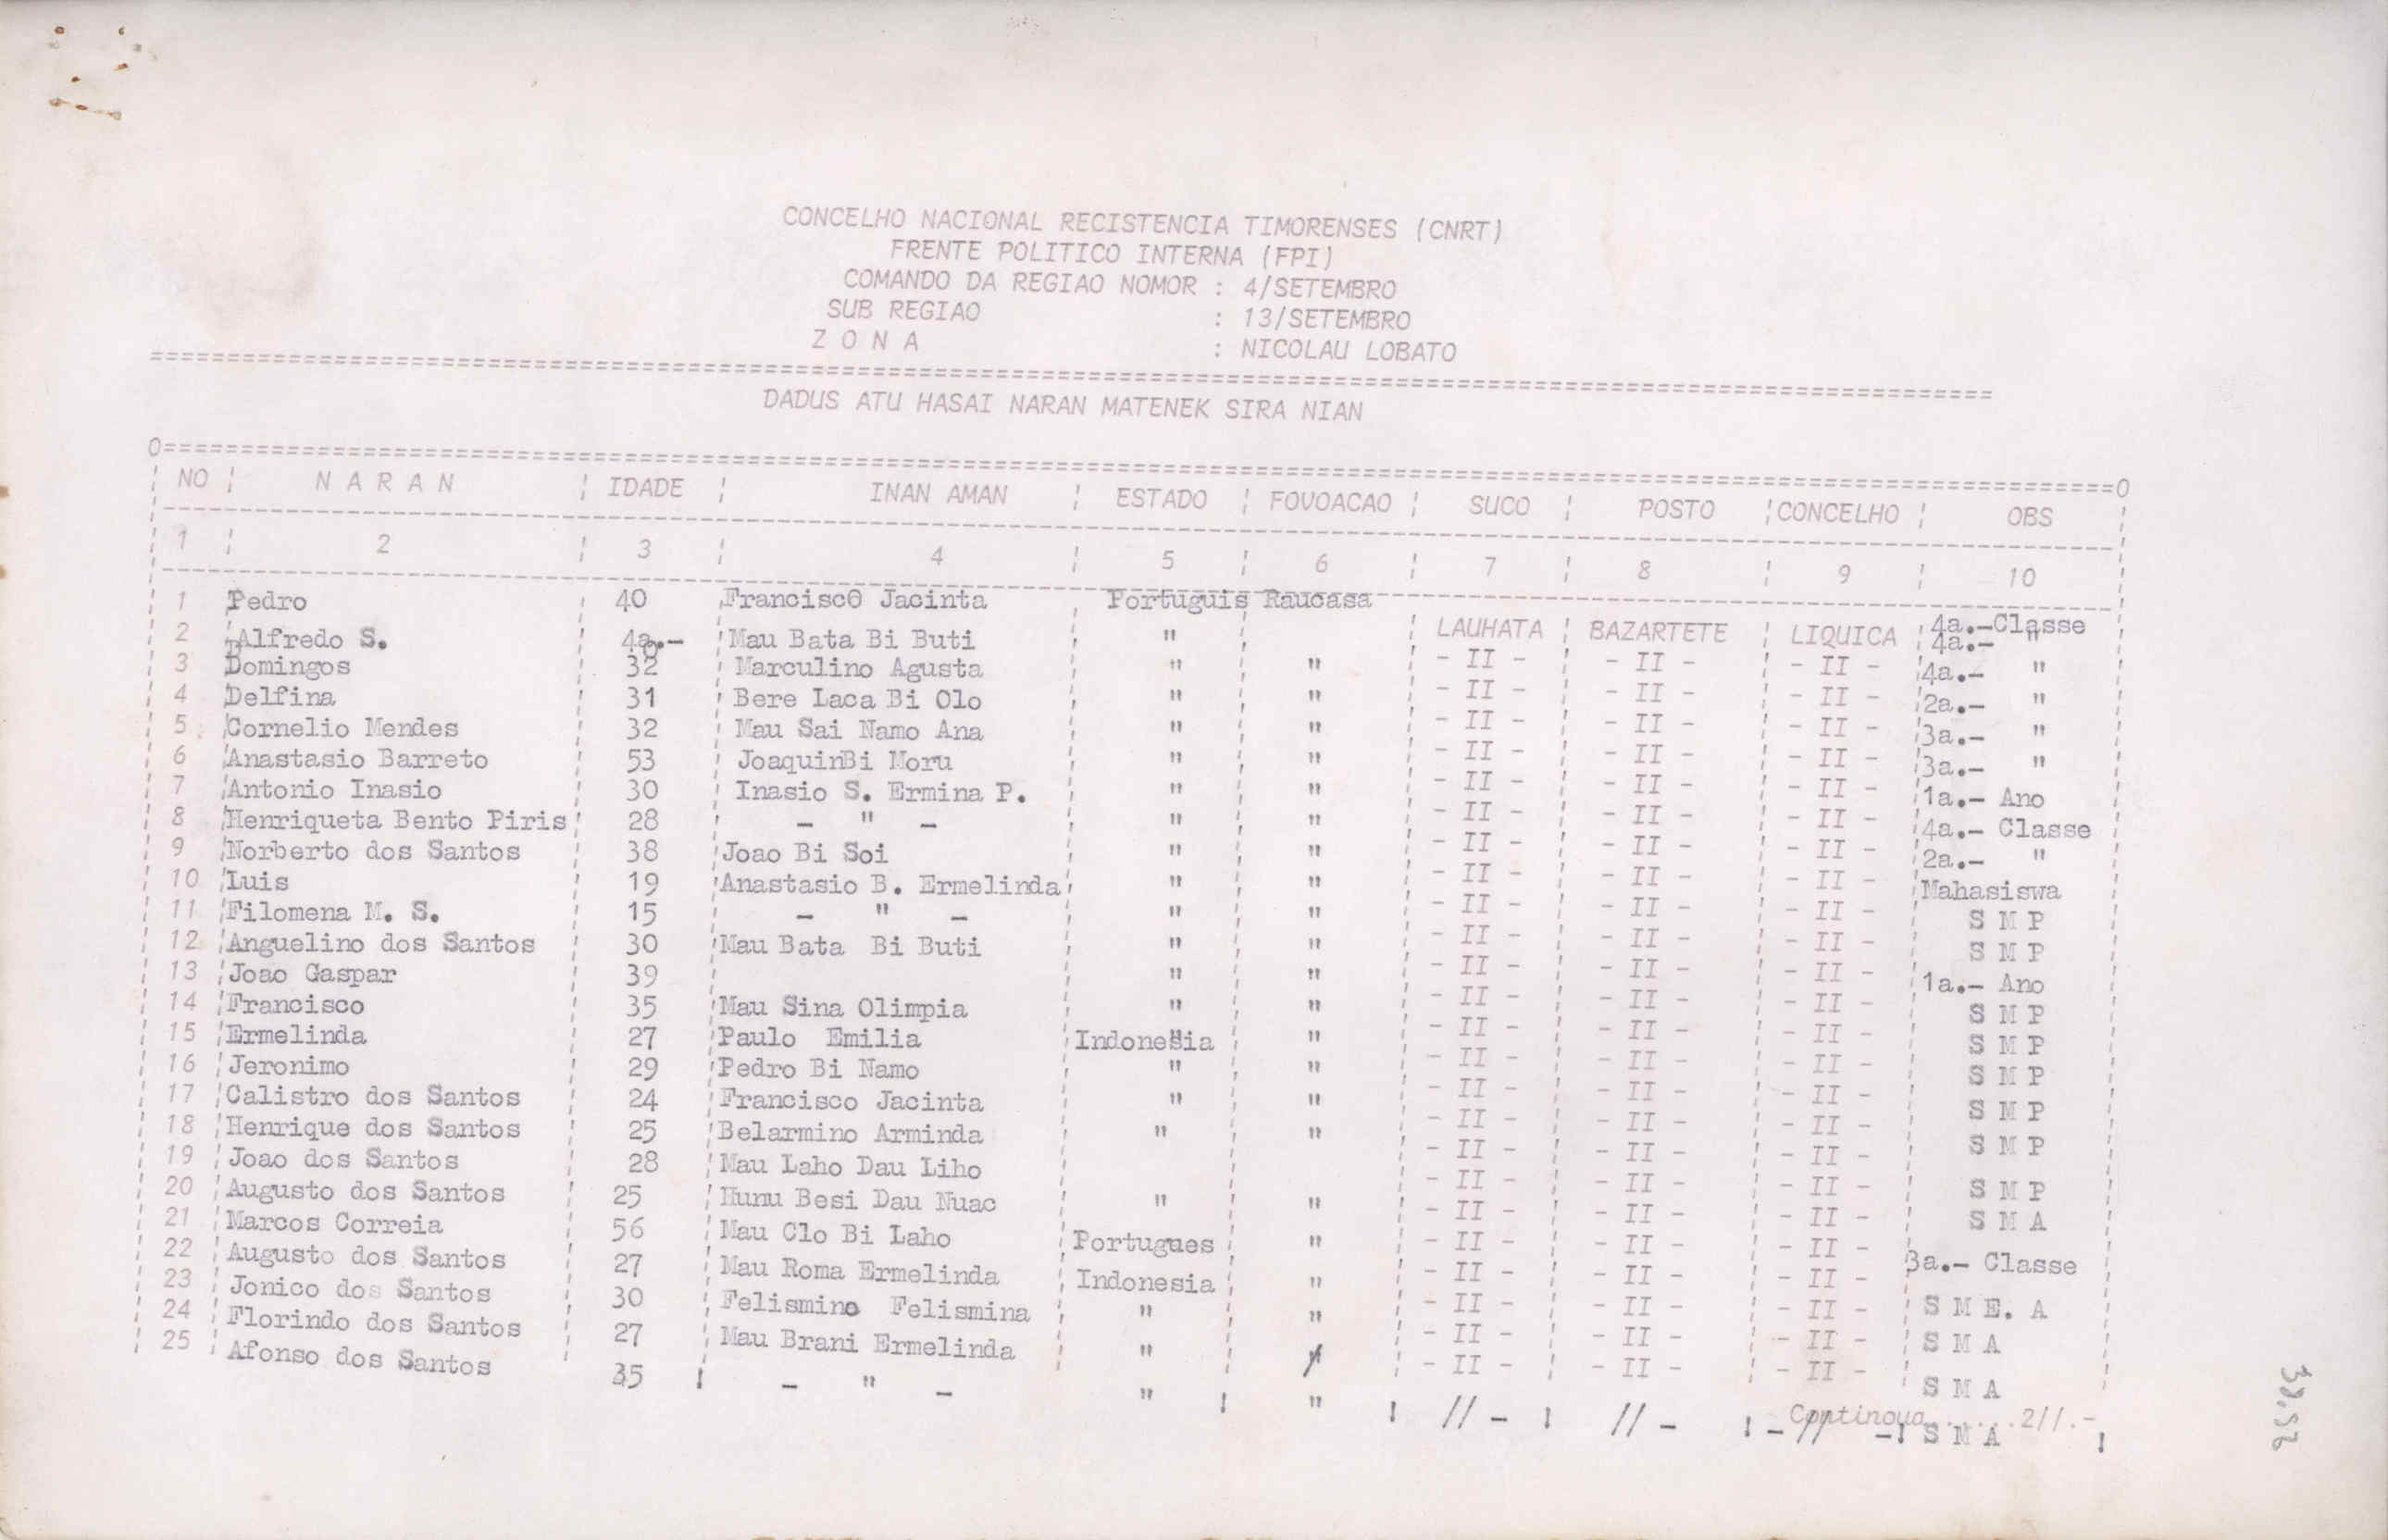 CONCELHO NACIONAL RECISTENCIA TIMORENSES (CNRT)
FRENTE POLITICO INTERNA (FPI)
COMANDO DA REGIAO NOMOR : 4/SETEMBRO
SUB REGIAO : 13/SETEMBRO
Z O N A : NICOLAU LOBATO
DADUS ATU HASAI NARAN MATENEK SIRA NIAN
NO N A R A N IDADE INAN AMAN ESTADO FOVOACAO SUCO POSTO CONCELHO OBS
1 2 3 4 5 6 7 8 9 10
1 Pedro 40 Francisco Jacinta Portuguis Raucasa LAUHATA BAZARTETE LIQUICA 4a.-Classe
2 Alfredo S. 4a.- Mau Bata Bi Buti " - II - - II - - II - 4a.- "
3 Domingos 32 Marculino Agusta " " - II - - II - - II - 4a.- "
4 Delfina 31 Bere Laca Bi Olo " " - II - - II - - II - 2a.- "
5 Cornelio Mendes 32 Mau Sai Namo Ana " " - II - - II - - II - 3a.- "
6 Anastasio Barreto 53 JoaquinBi Moru " " - II - - II - - II - 3a.- "
7 Antonio Inasio 30 Inasio S. Ermina P. " " - II - - II - - II - 1a.- Ano
8 Henriqueta Bento Piris 28 - " - " " - II - - II - - II - 4a.- Classe
9 Norberto dos Santos 38 Joao Bi Soi " " - II - - II - - II - 2a.- "
10 Luis 19 Anastasio B. Ermelinda " " - II - - II - - II - Mahasiswa
11 Filomena M. S. 15 - " - " " - II - - II - - II - S M P
12 Anguelino dos Santos 30 Mau Bata Bi Buti " " - II - - II - - II - S M P
13 Joao Gaspar 39 " " - II - - II - - II - 1a.- Ano
14 Francisco 35 Mau Sina Olimpia " " - II - - II - - II - S M P
15 Ermelinda 27 Paulo Emilia Indonesia " - II - - II - - II - S M P
16 Jeronimo 29 Pedro Bi Namo " " - II - - II - - II - S M P
17 Calistro dos Santos 24 Francisco Jacinta " " - II - - II - - II - S M P
18 Henrique dos Santos 25 Belarmino Arminda " " - II - - II - - II - S M P
19 Joao dos Santos 28 Mau Laho Dau Liho - II - - II - - II - S M P
20 Augusto dos Santos 25 Hunu Besi Dau Nuac " " - II - - II - - II - S M A
21 Marcos Correia 56 Mau Clo Bi Laho Portugues " - II - - II - - II - 3a.- Classe
22 Augusto dos Santos 27 Mau Roma Ermelinda Indonesia " - II - - II - - II - S M E. A
23 Jonico dos Santos 30 Felismino Felismina " " - II - - II - - II - S M A
24 Florindo dos Santos 27 Mau Brani Ermelinda " - II - - II - - II - S M A
25 Afonso dos Santos 35 - " - " " // - // - - // - S M A
Continoua......2//.-